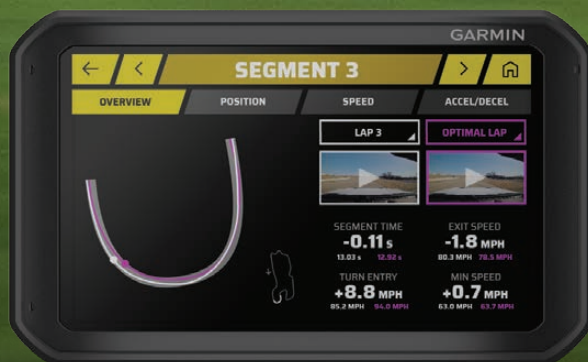 GARMIN
SEGMENT 3
OVERVIEW POSITION SPEED ACCEL/DECEL
LAP 3 OPTIMAL LAP
SEGMENT TIME EXIT SPEED
-0.11 s -1.8 MPH
13.03 s 12.92 s 80.3 MPH 78.5 MPH
TURN ENTRY MIN SPEED
+8.8 MPH +0.7 MPH
85.2 MPH 94.0 MPH 63.0 MPH 63.7 MPH